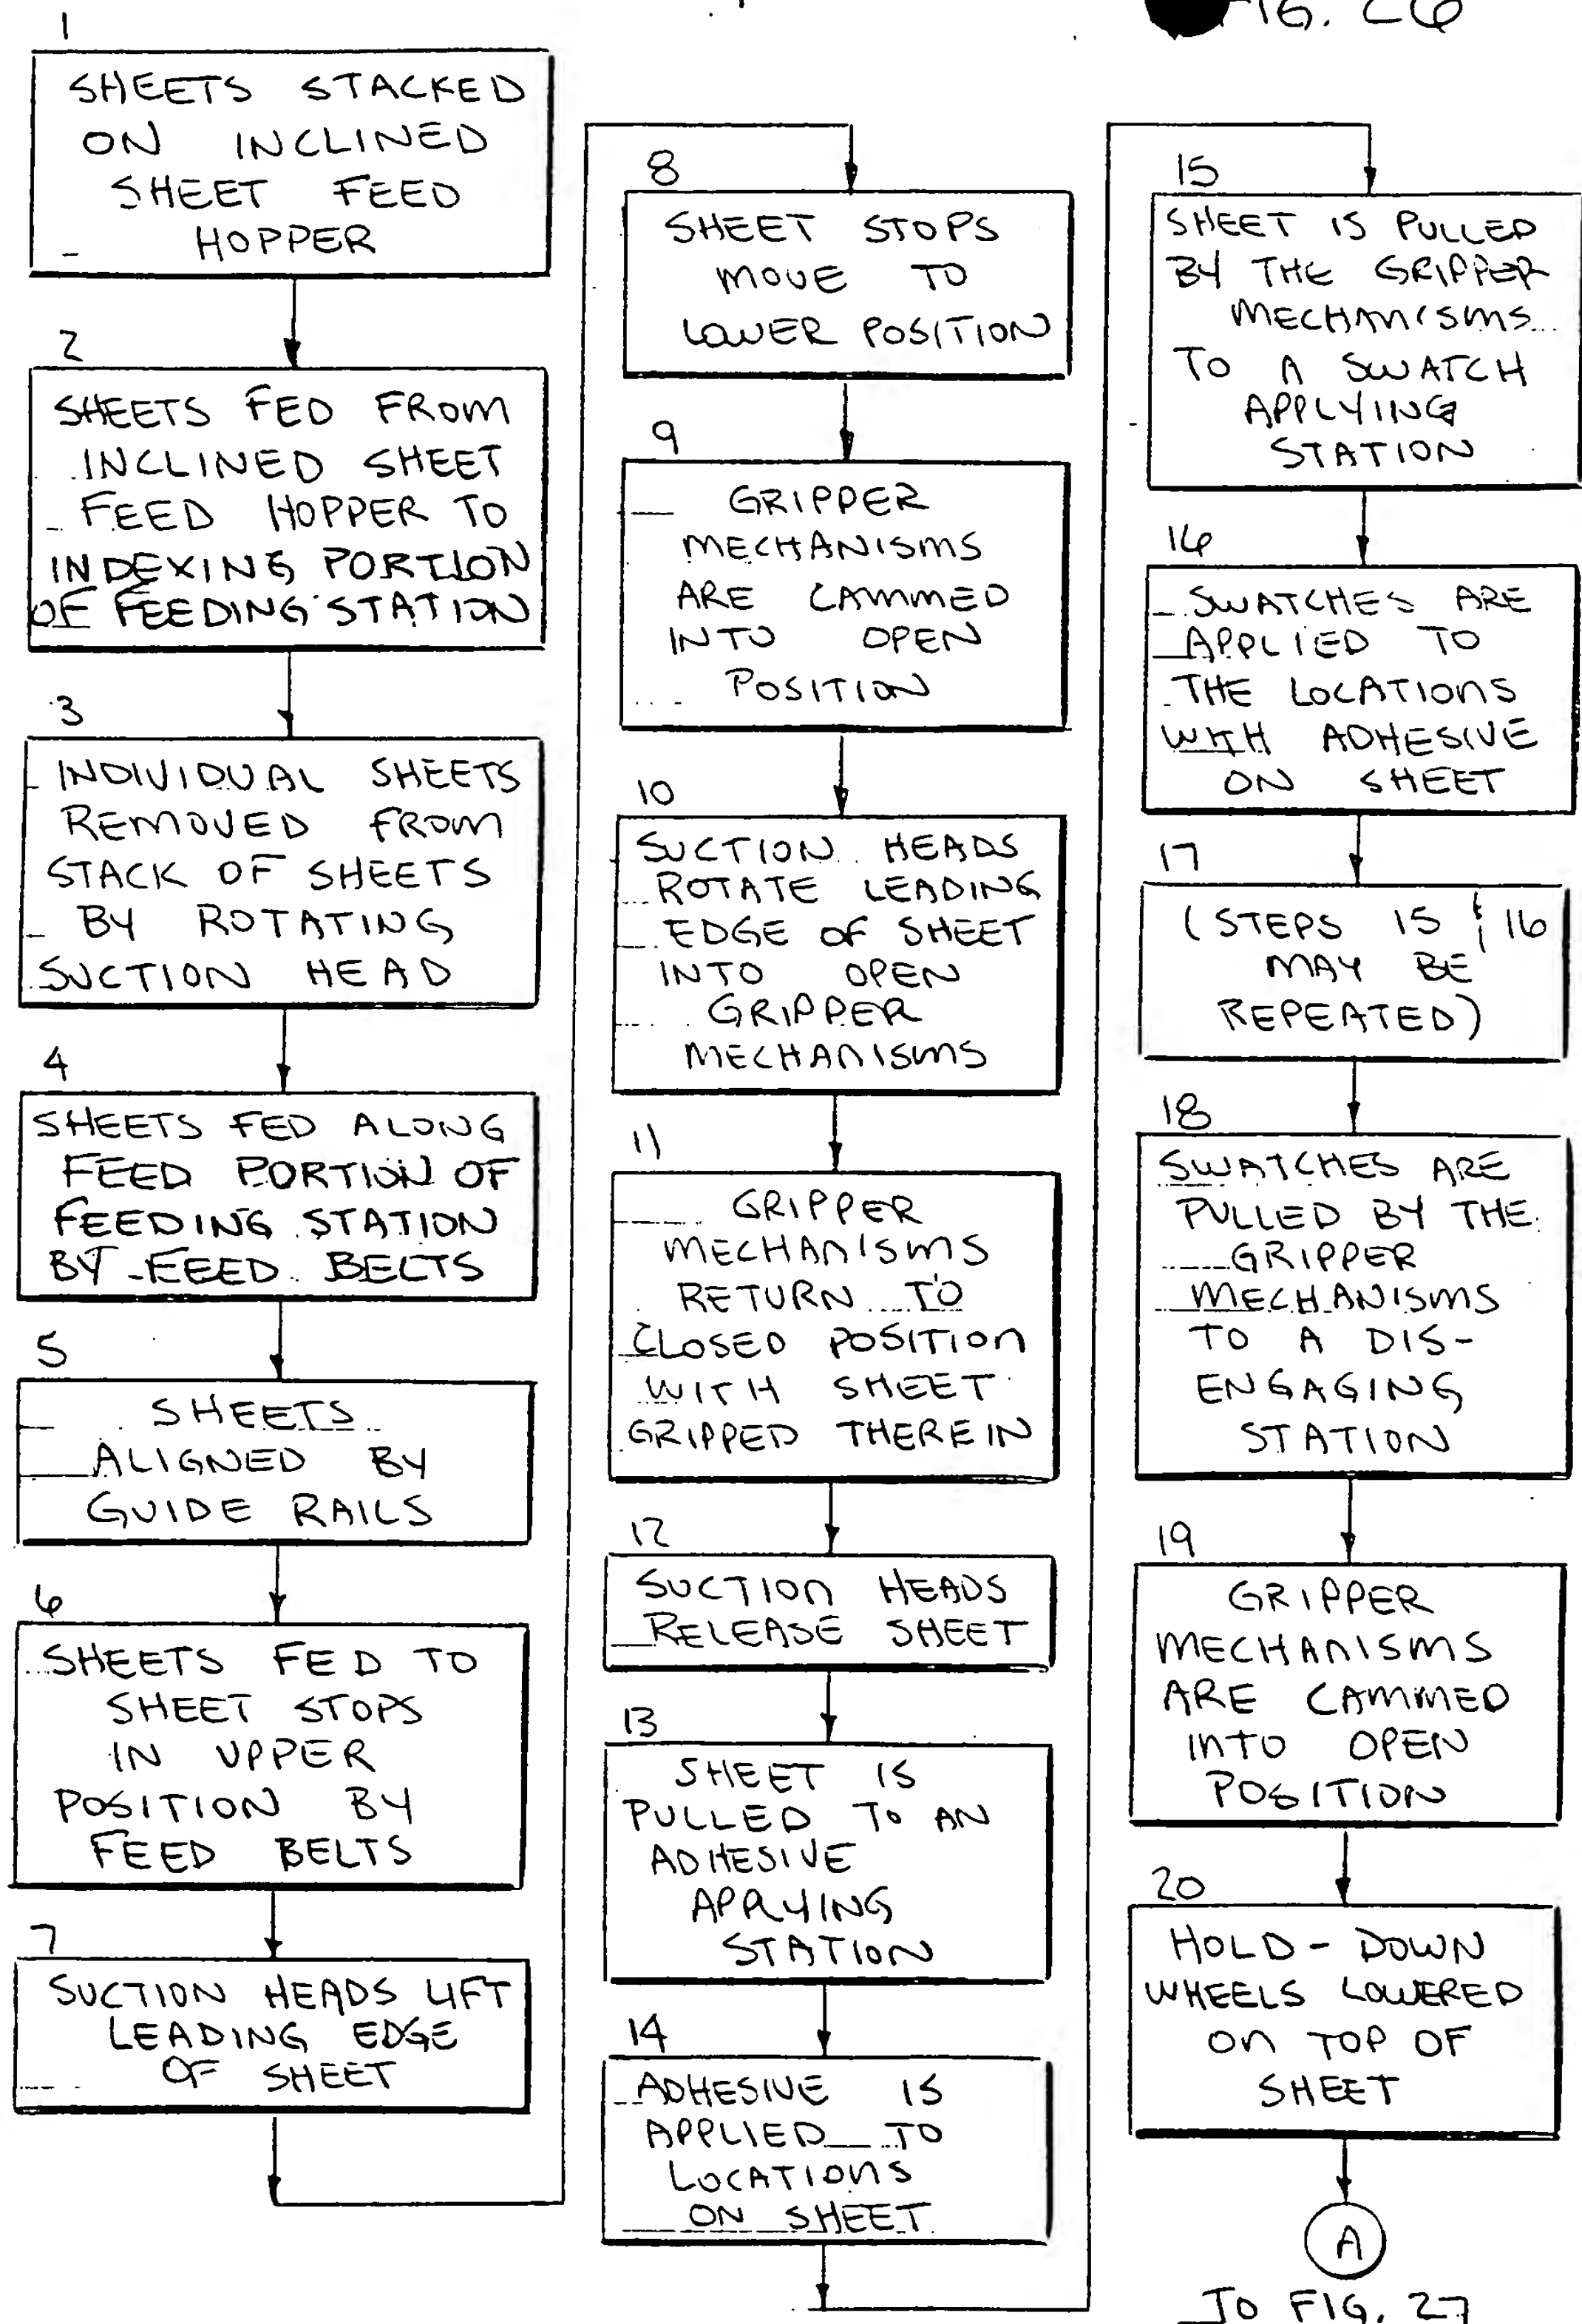 FIG. 26
1
SHEETS STACKED
ON INCLINED
SHEET FEED
HOPPER
2
SHEETS FED FROM
INCLINED SHEET
FEED HOPPER TO
INDEXING PORTION
OF FEEDING STATION
3
INDIVIDUAL SHEETS
REMOVED FROM
STACK OF SHEETS
BY ROTATING
SUCTION HEAD
4
SHEETS FED ALONG
FEED PORTION OF
FEEDING STATION
BY FEED BELTS
5
SHEETS
ALIGNED BY
GUIDE RAILS
6
SHEETS FED TO
SHEET STOPS
IN UPPER
POSITION BY
FEED BELTS
7
SUCTION HEADS LIFT
LEADING EDGE
OF SHEET
8
SHEET STOPS
MOVE TO
LOWER POSITION
9
GRIPPER
MECHANISMS
ARE CAMMED
INTO OPEN
POSITION
10
SUCTION HEADS
ROTATE LEADING
EDGE OF SHEET
INTO OPEN
GRIPPER
MECHANISMS
11
GRIPPER
MECHANISMS
RETURN TO
CLOSED POSITION
WITH SHEET
GRIPPED THEREIN
12
SUCTION HEADS
RELEASE SHEET
13
SHEET IS
PULLED TO AN
ADHESIVE
APPLYING
STATION
14
ADHESIVE IS
APPLIED TO
LOCATIONS
ON SHEET
15
SHEET IS PULLED
BY THE GRIPPER
MECHANISMS
TO A SWATCH
APPLYING
STATION
16
SWATCHES ARE
APPLIED TO
THE LOCATIONS
WITH ADHESIVE
ON SHEET
17
(STEPS 15 & 16
MAY BE
REPEATED)
18
SWATCHES ARE
PULLED BY THE
GRIPPER
MECHANISMS
TO A DIS-
ENGAGING
STATION
19
GRIPPER
MECHANISMS
ARE CAMMED
INTO OPEN
POSITION
20
HOLD-DOWN
WHEELS LOWERED
ON TOP OF
SHEET
A
TO FIG. 27